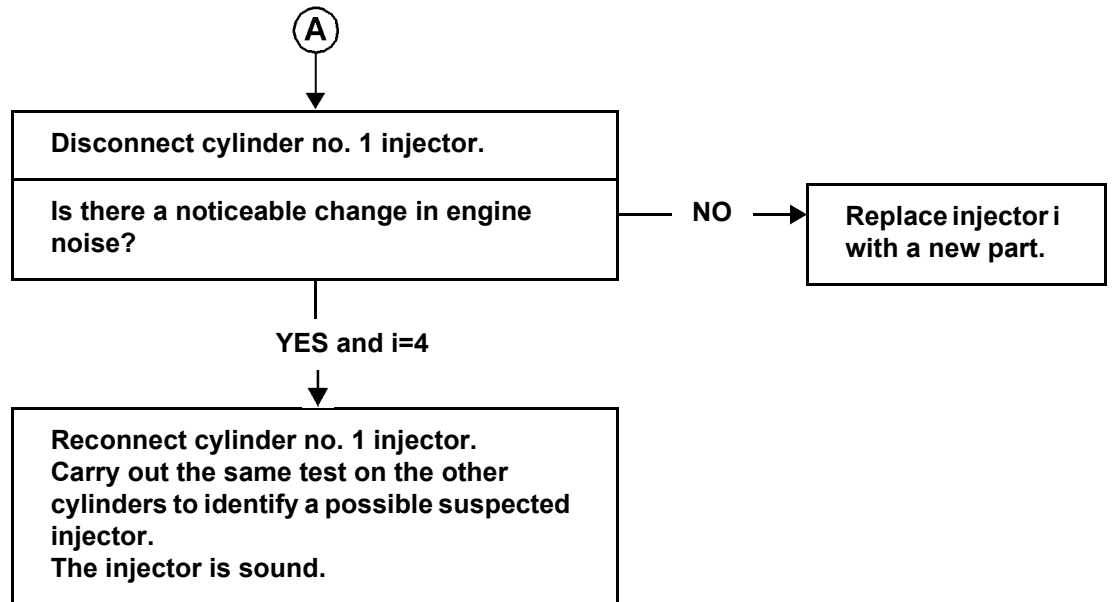 A
Disconnect cylinder no. 1 injector.
Is there a noticeable change in engine
noise?
NO
Replace injector i
with a new part.
YES and i=4
Reconnect cylinder no. 1 injector.
Carry out the same test on the other
cylinders to identify a possible suspected
injector.
The injector is sound.